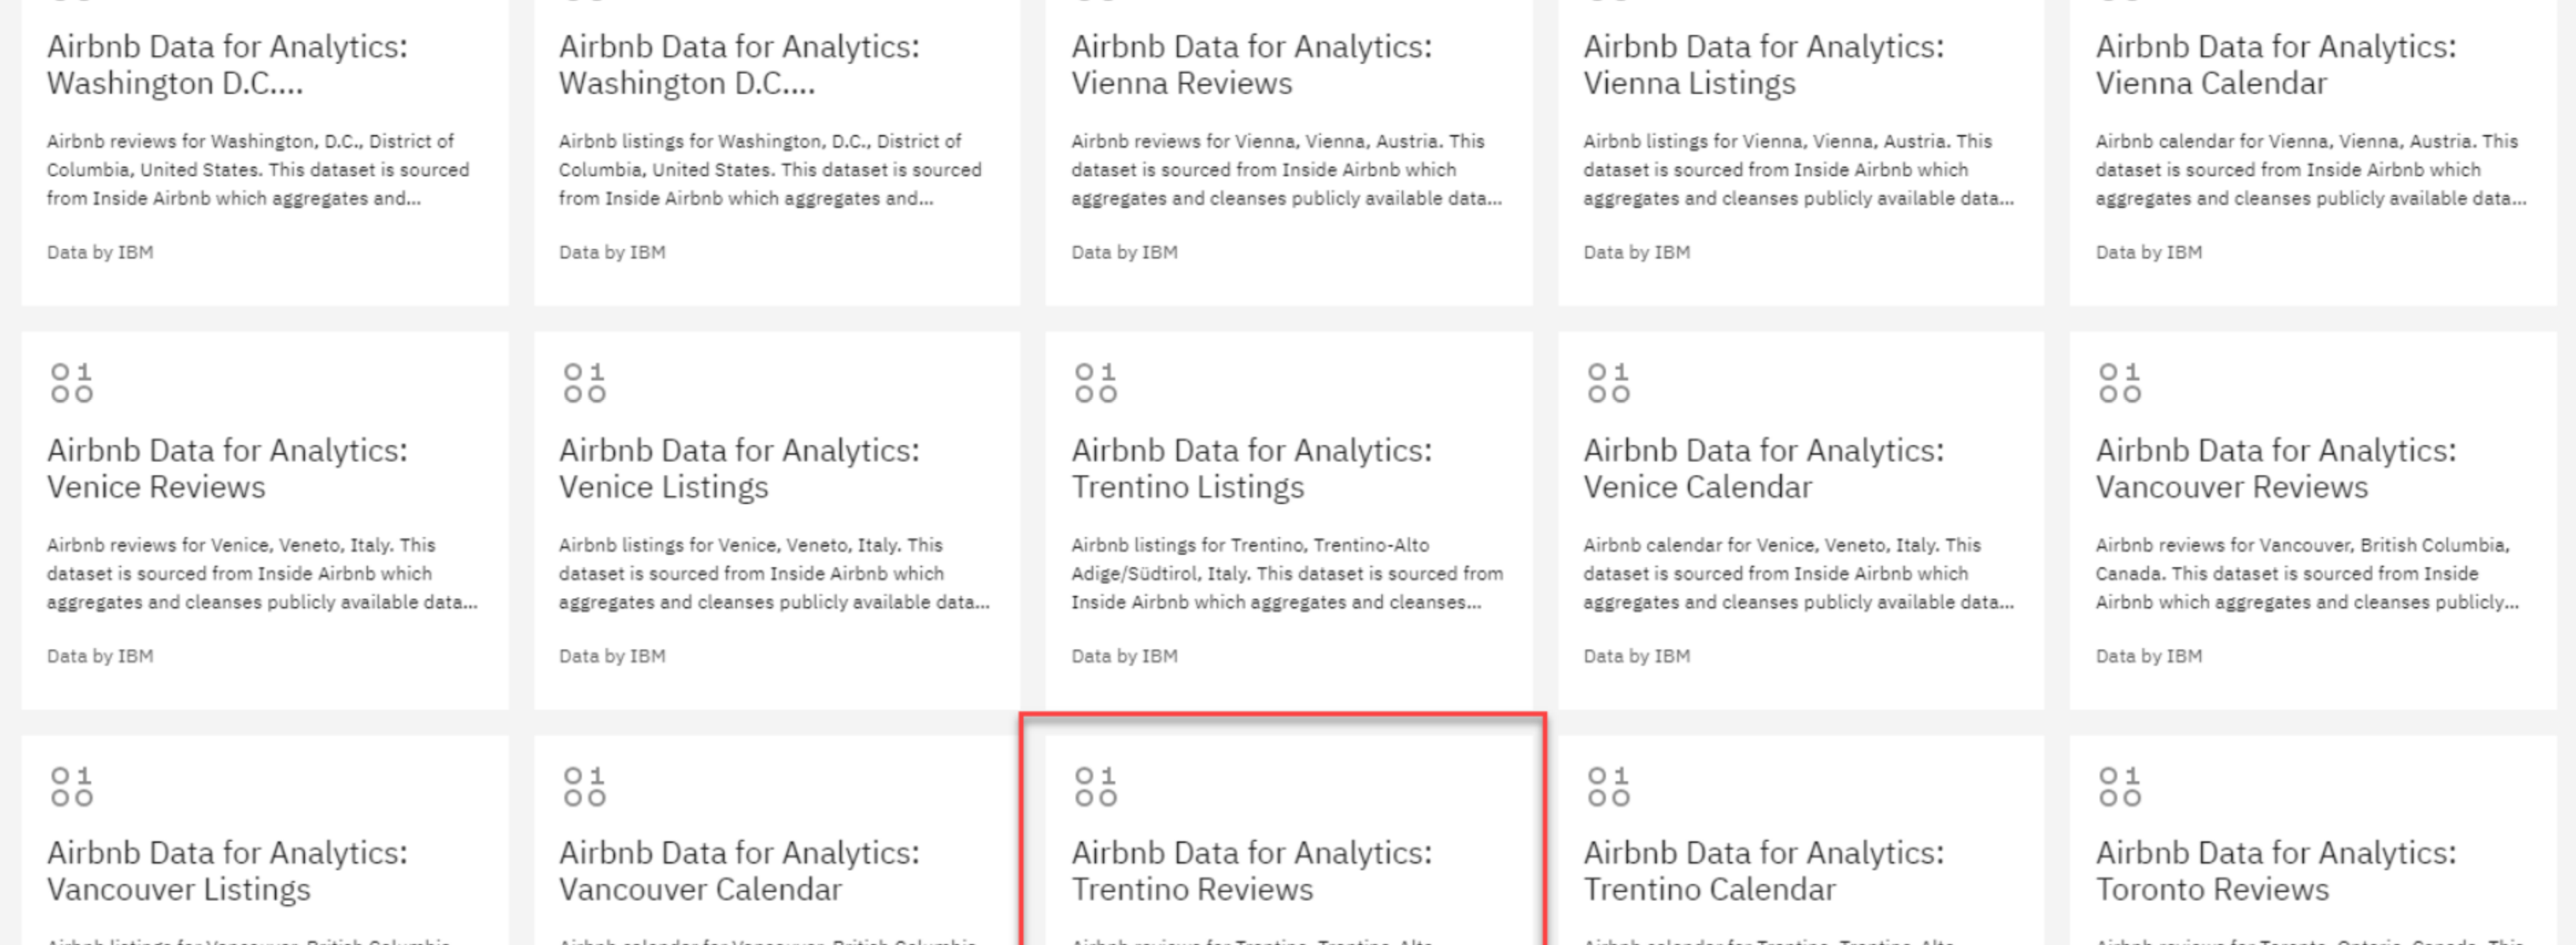 Airbnb Data for Analytics:
Washington D.C....
Airbnb reviews for Washington, D.C., District of
Columbia, United States. This dataset is sourced
from Inside Airbnb which aggregates and...
Data by IBM
Airbnb Data for Analytics:
Washington D.C....
Airbnb listings for Washington, D.C., District of
Columbia, United States. This dataset is sourced
from Inside Airbnb which aggregates and...
Data by IBM
Airbnb Data for Analytics:
Vienna Reviews
Airbnb reviews for Vienna, Vienna, Austria. This
dataset is sourced from Inside Airbnb which
aggregates and cleanses publicly available data...
Data by IBM
Airbnb Data for Analytics:
Vienna Listings
Airbnb listings for Vienna, Vienna, Austria. This
dataset is sourced from Inside Airbnb which
aggregates and cleanses publicly available data...
Data by IBM
Airbnb Data for Analytics:
Vienna Calendar
Airbnb calendar for Vienna, Vienna, Austria. This
dataset is sourced from Inside Airbnb which
aggregates and cleanses publicly available data...
Data by IBM
Airbnb Data for Analytics:
Venice Reviews
Airbnb reviews for Venice, Veneto, Italy. This
dataset is sourced from Inside Airbnb which
aggregates and cleanses publicly available data...
Data by IBM
Airbnb Data for Analytics:
Venice Listings
Airbnb listings for Venice, Veneto, Italy. This
dataset is sourced from Inside Airbnb which
aggregates and cleanses publicly available data...
Data by IBM
Airbnb Data for Analytics:
Trentino Listings
Airbnb listings for Trentino, Trentino-Alto
Adige/Südtirol, Italy. This dataset is sourced from
Inside Airbnb which aggregates and cleanses...
Data by IBM
Airbnb Data for Analytics:
Venice Calendar
Airbnb calendar for Venice, Veneto, Italy. This
dataset is sourced from Inside Airbnb which
aggregates and cleanses publicly available data...
Data by IBM
Airbnb Data for Analytics:
Vancouver Reviews
Airbnb reviews for Vancouver, British Columbia,
Canada. This dataset is sourced from Inside
Airbnb which aggregates and cleanses publicly...
Data by IBM
Airbnb Data for Analytics:
Vancouver Listings
Airbnb Data for Analytics:
Vancouver Calendar
Airbnb Data for Analytics:
Trentino Reviews
Airbnb Data for Analytics:
Trentino Calendar
Airbnb Data for Analytics:
Toronto Reviews